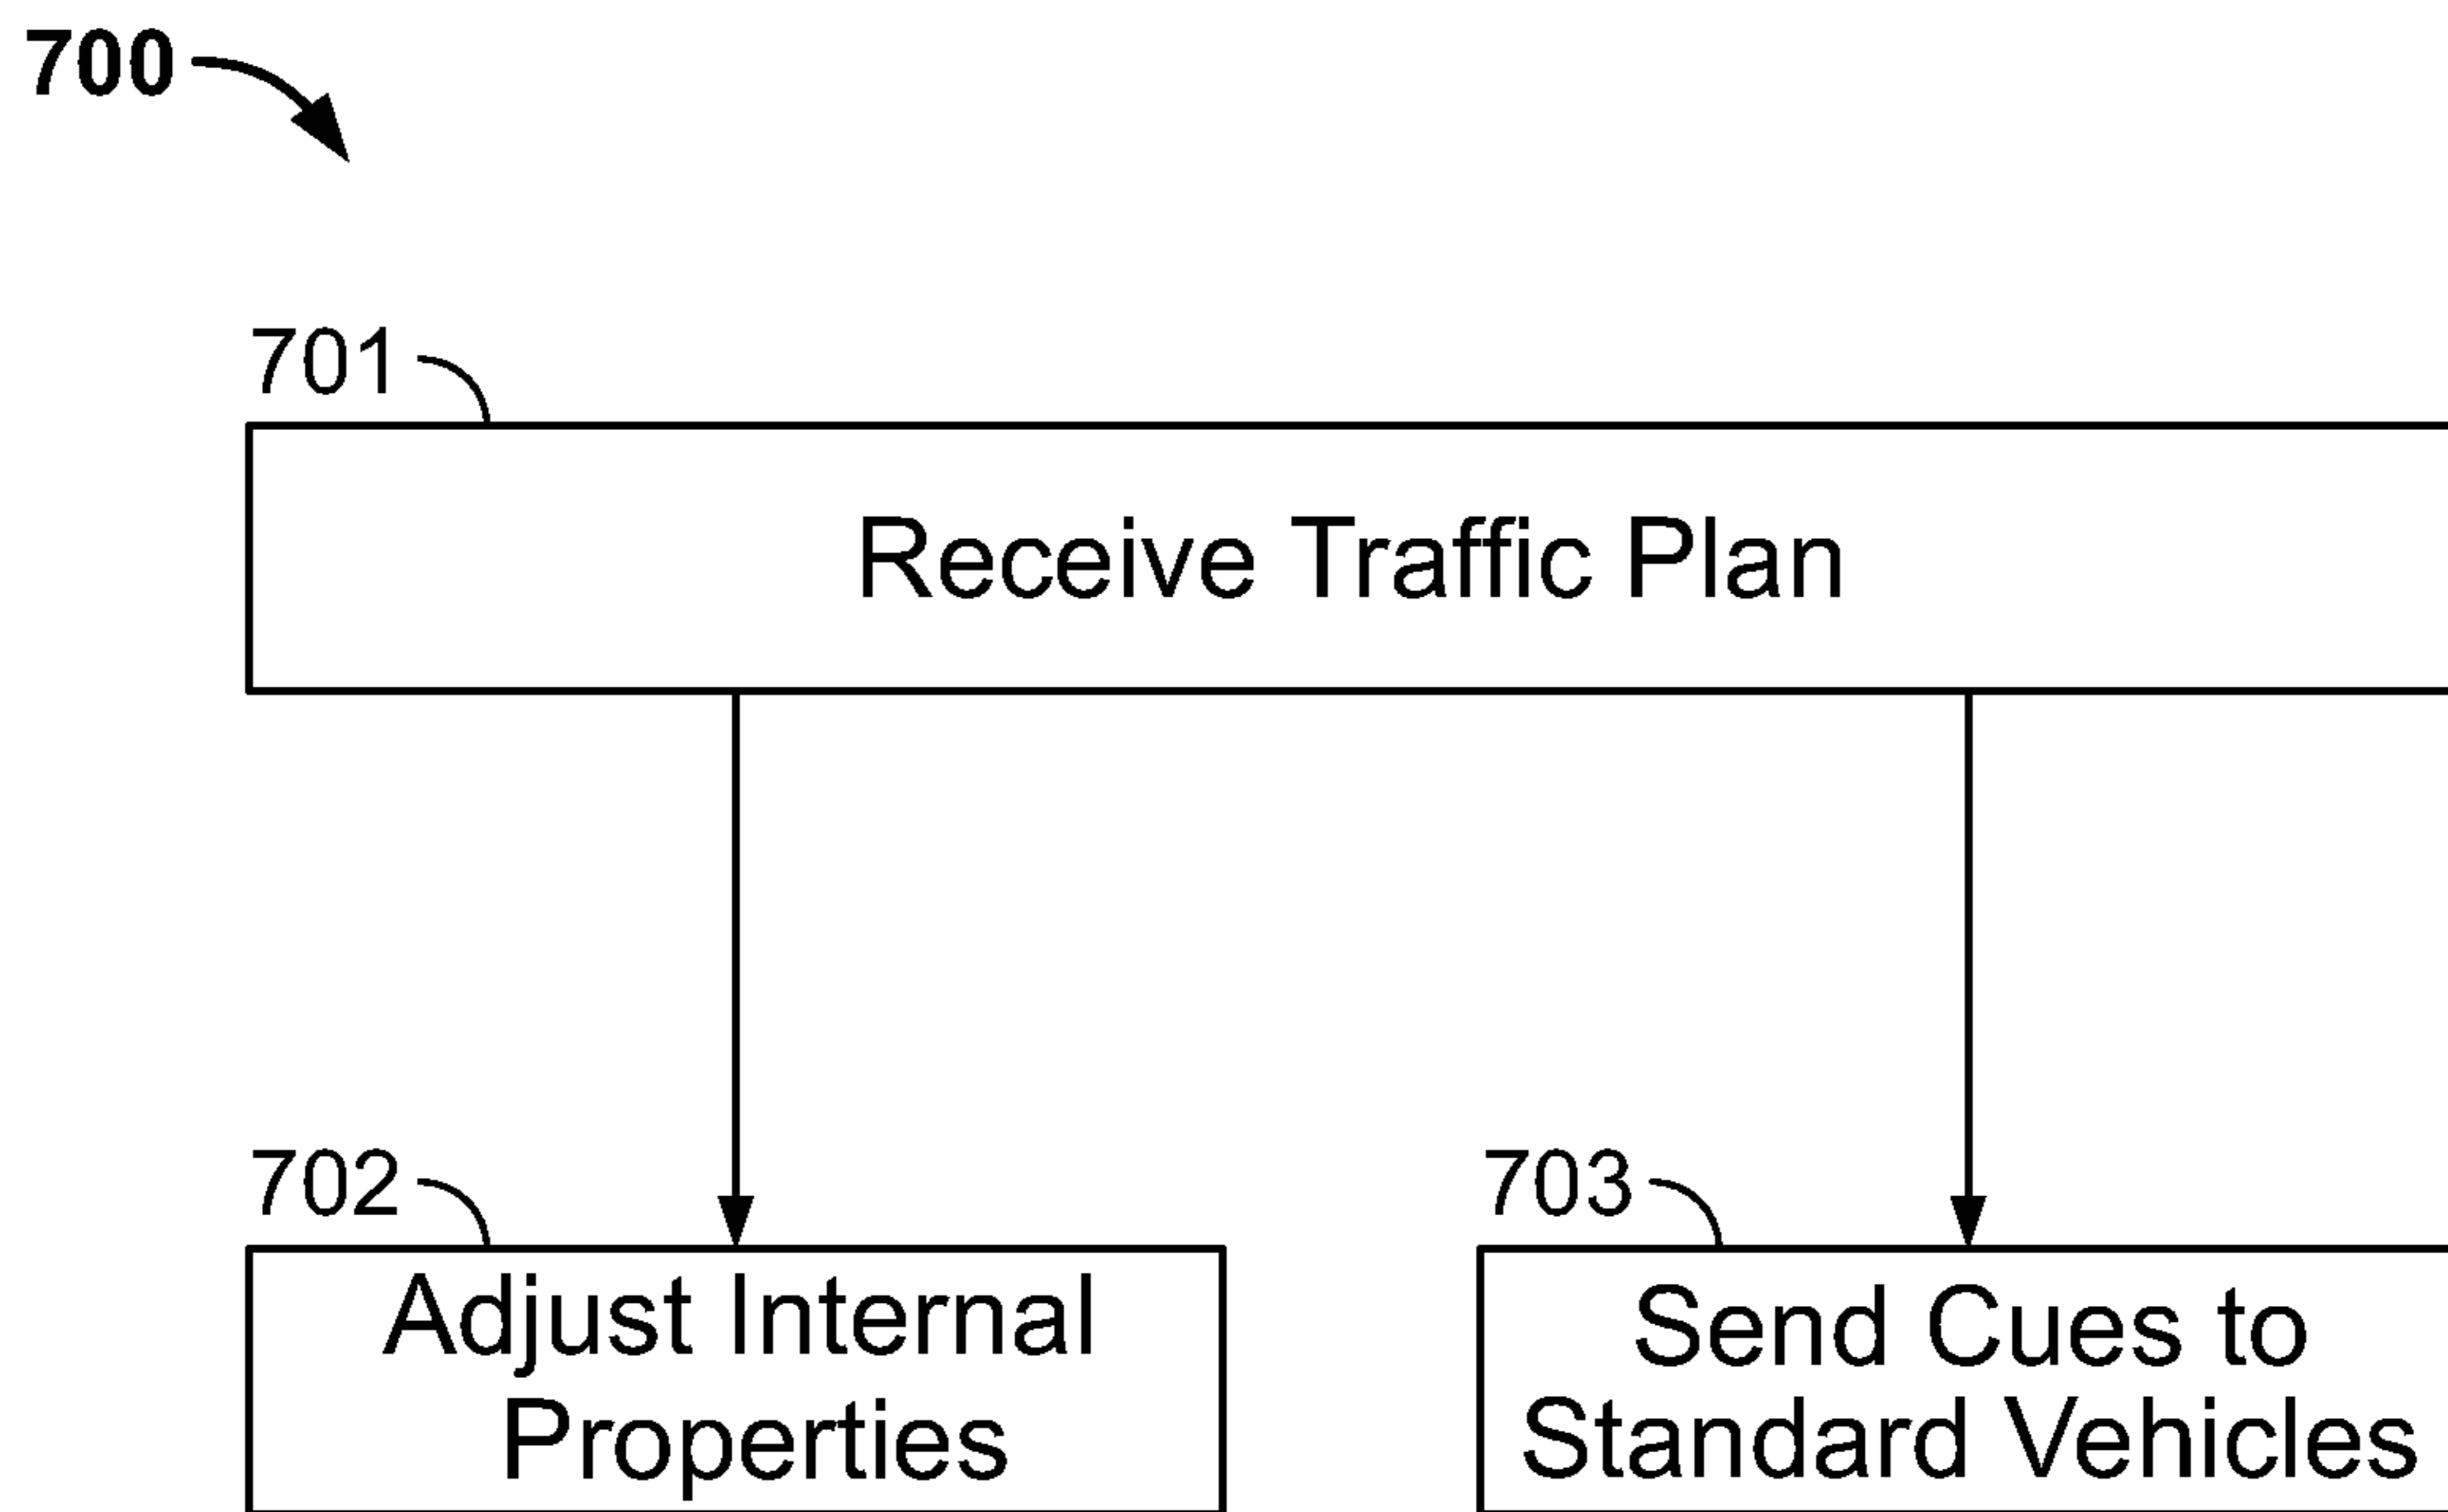 700
701
Receive Traffic Plan
702
703
Adjust Internal
Properties
Send Cues to
Standard Vehicles